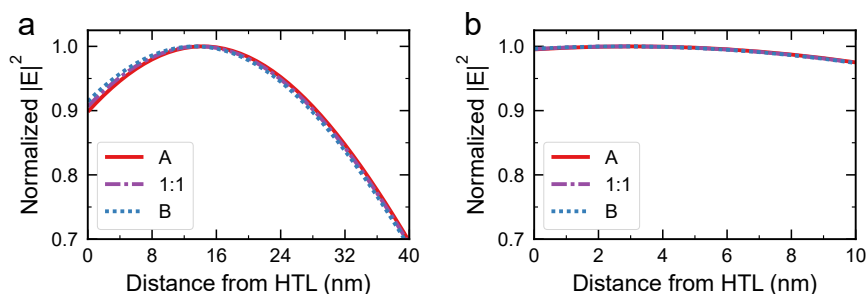 a
Normalized |E|²
1.0
0.9
0.8
0.7
A
1:1
B
0
8
16
24
32
40
Distance from HTL (nm)
b
Normalized |E|²
1.0
0.9
0.8
0.7
A
1:1
B
0
2
4
6
8
10
Distance from HTL (nm)